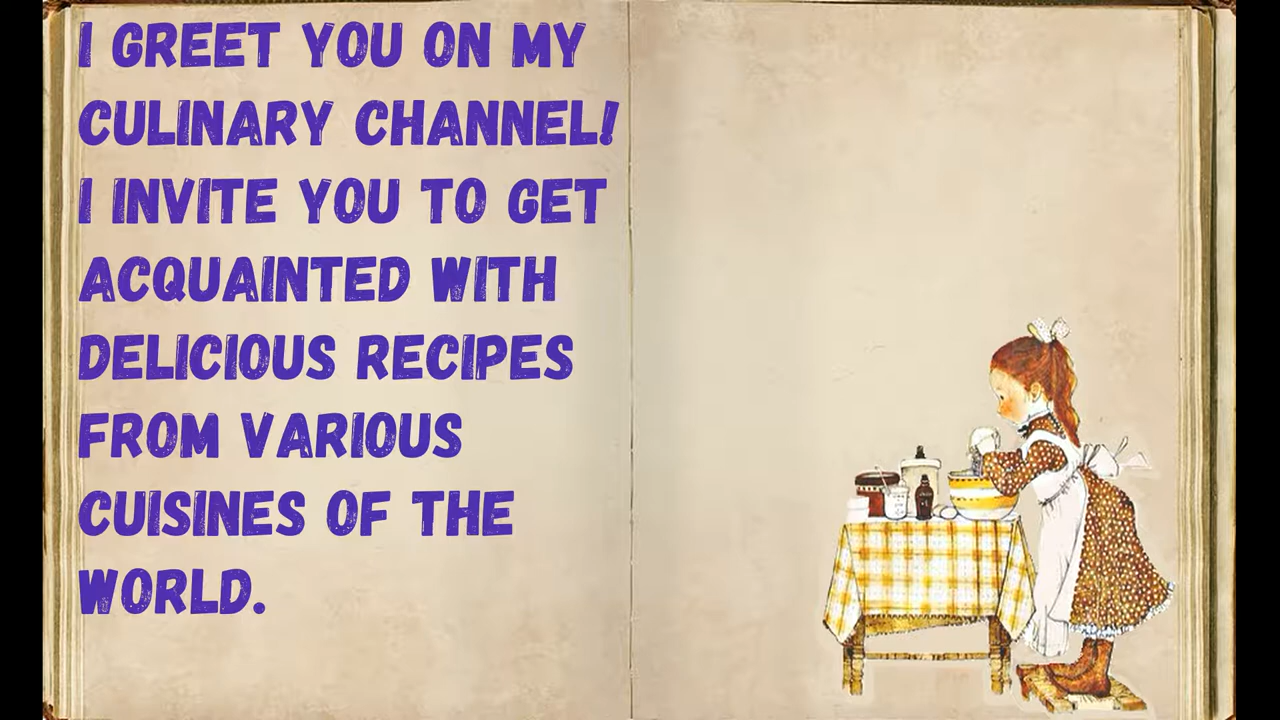 I GREET YOU ON MY
CULINARY CHANNEL!
I INVITE YOU TO GET
ACQUAINTED WITH
DELICIOUS RECIPES
FROM VARIOUS
CUISINES OF THE
WORLD.